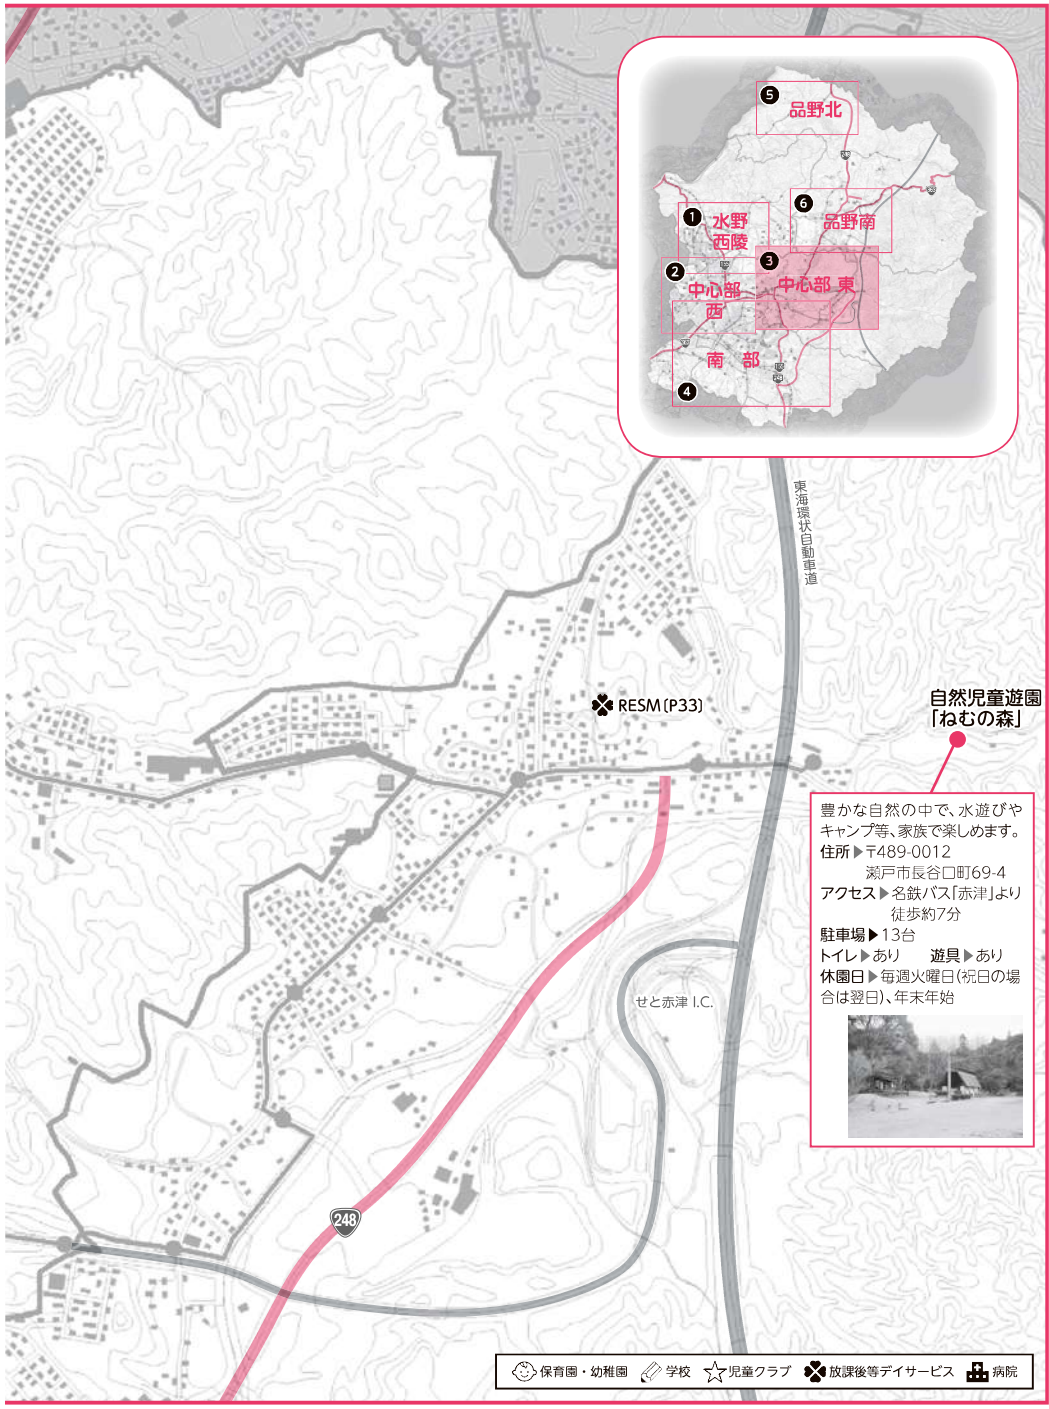 5
品野北
6
品野南
1
水野
西陵
2
中心部
西
3
中心部 東
南 部
4
東海環状自動車道
RESM〔P33〕
自然児童遊園
「ねむの森」
豊かな自然の中で、水遊びや
キャンプ等、家族で楽しめます。
住所▶〒489-0012
瀬戸市長谷口町69-4
アクセス▶名鉄バス「赤津」より
徒歩約7分
駐車場▶13台
トイレ▶あり 遊具▶あり
休園日▶毎週火曜日(祝日の場
合は翌日)、年末年始
せと赤津 I.C.
248
保育園・幼稚園 学校 児童クラブ 放課後等デイサービス 病院